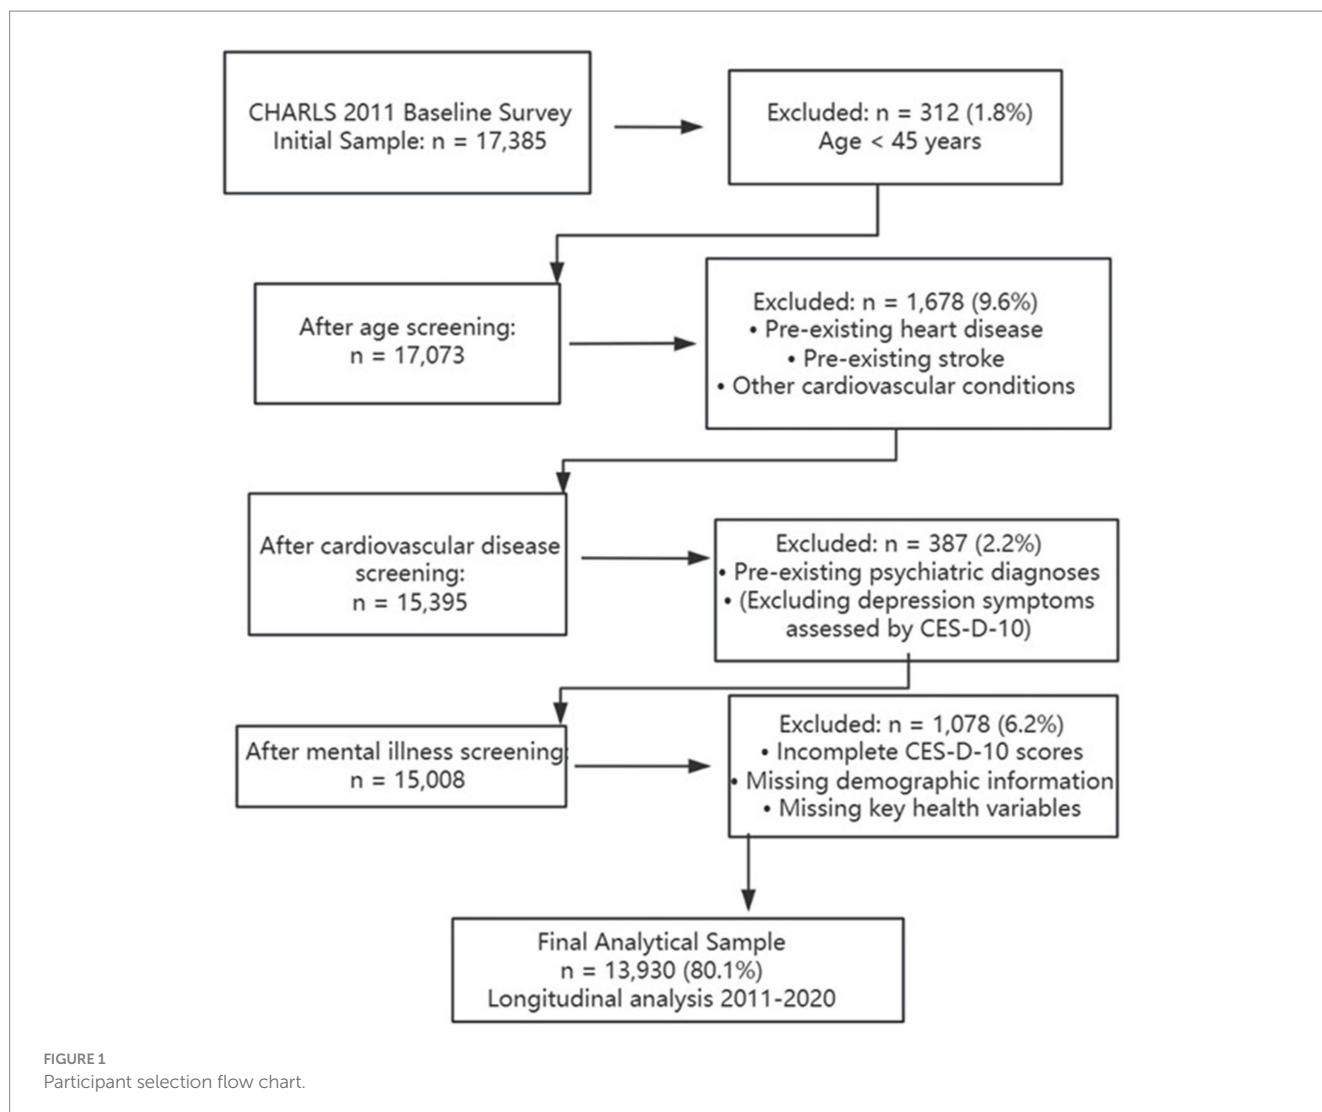 CHARLS 2011 Baseline Survey
Initial Sample: n = 17,385
Excluded: n = 312 (1.8%)
Age < 45 years
After age screening:
n = 17,073
Excluded: n = 1,678 (9.6%)
• Pre-existing heart disease
• Pre-existing stroke
• Other cardiovascular conditions
After cardiovascular disease
screening:
n = 15,395
Excluded: n = 387 (2.2%)
• Pre-existing psychiatric diagnoses
• (Excluding depression symptoms
assessed by CES-D-10)
After mental illness screening:
n = 15,008
Excluded: n = 1,078 (6.2%)
• Incomplete CES-D-10 scores
• Missing demographic information
• Missing key health variables
Final Analytical Sample
n = 13,930 (80.1%)
Longitudinal analysis 2011-2020
FIGURE 1
Participant selection flow chart.